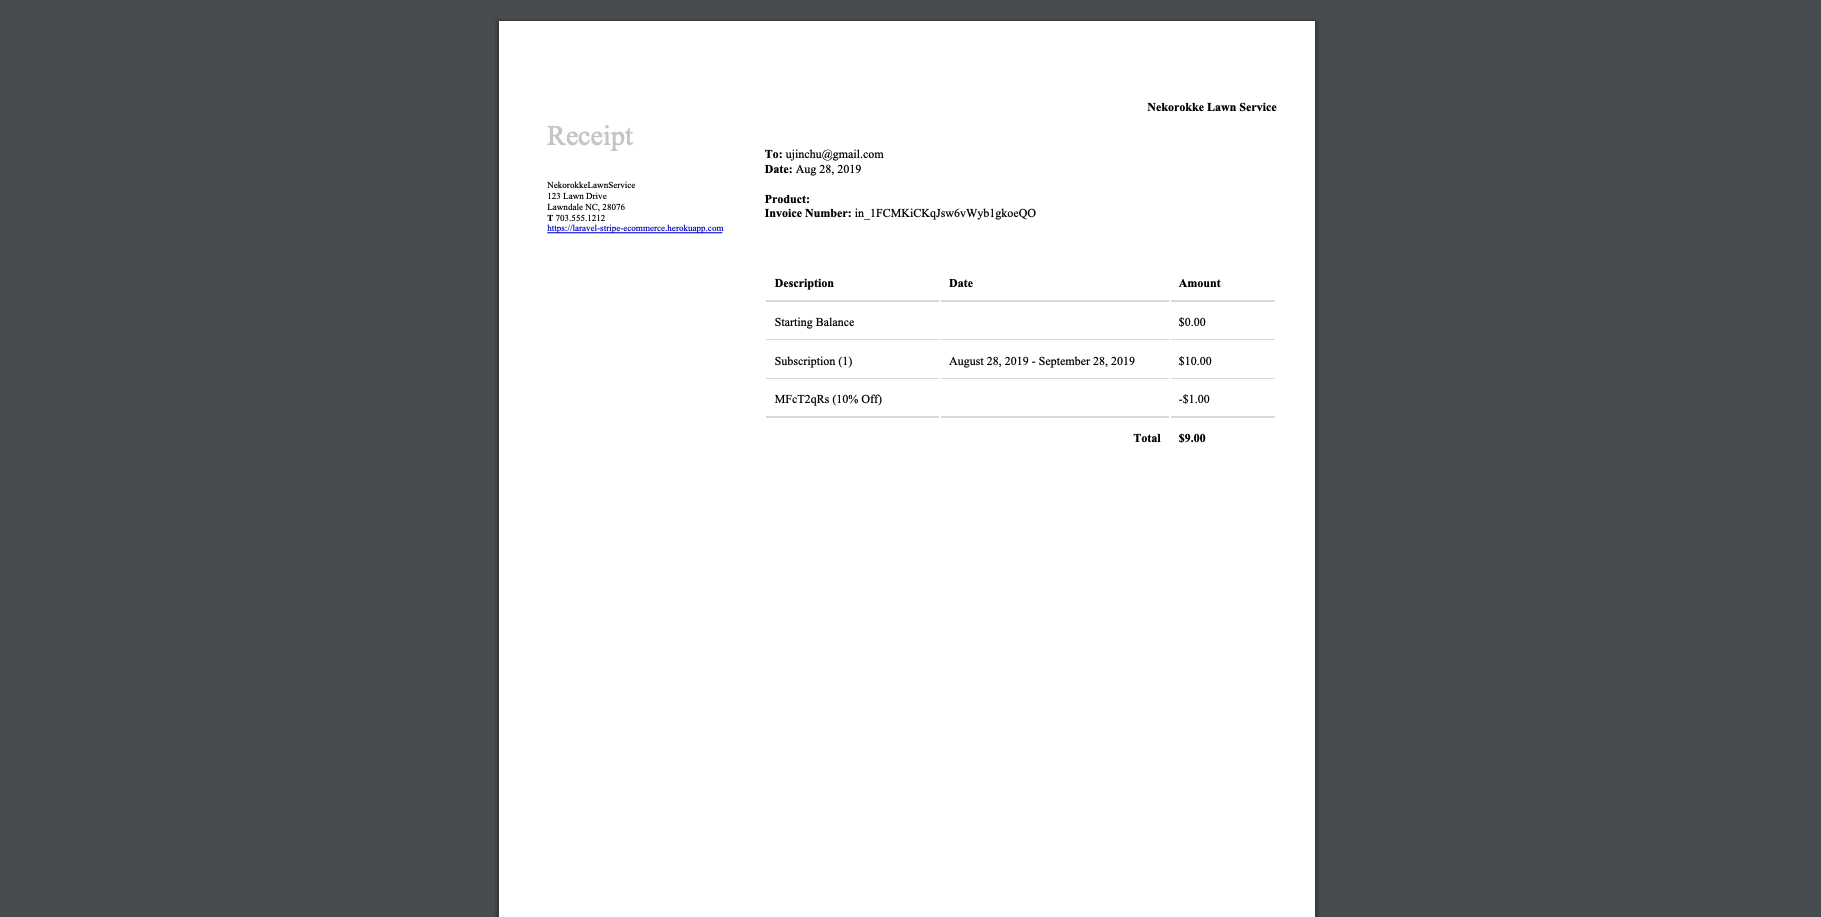 Nekorokke Lawn Service
Receipt
NekorokkeLawnService
123 Lawn Drive
Lawndale NC, 28076
T 703.555.1212
https://laravel-stripe-ecommerce.herokuapp.com
To: ujinchu@gmail.com
Date: Aug 28, 2019
Product:
Invoice Number: in_1FCMKiCKqJsw6vWyb1gkoeQO
Description Date Amount
Starting Balance $0.00
Subscription (1) August 28, 2019 - September 28, 2019 $10.00
MFcT2qRs (10% Off) -$1.00
Total $9.00